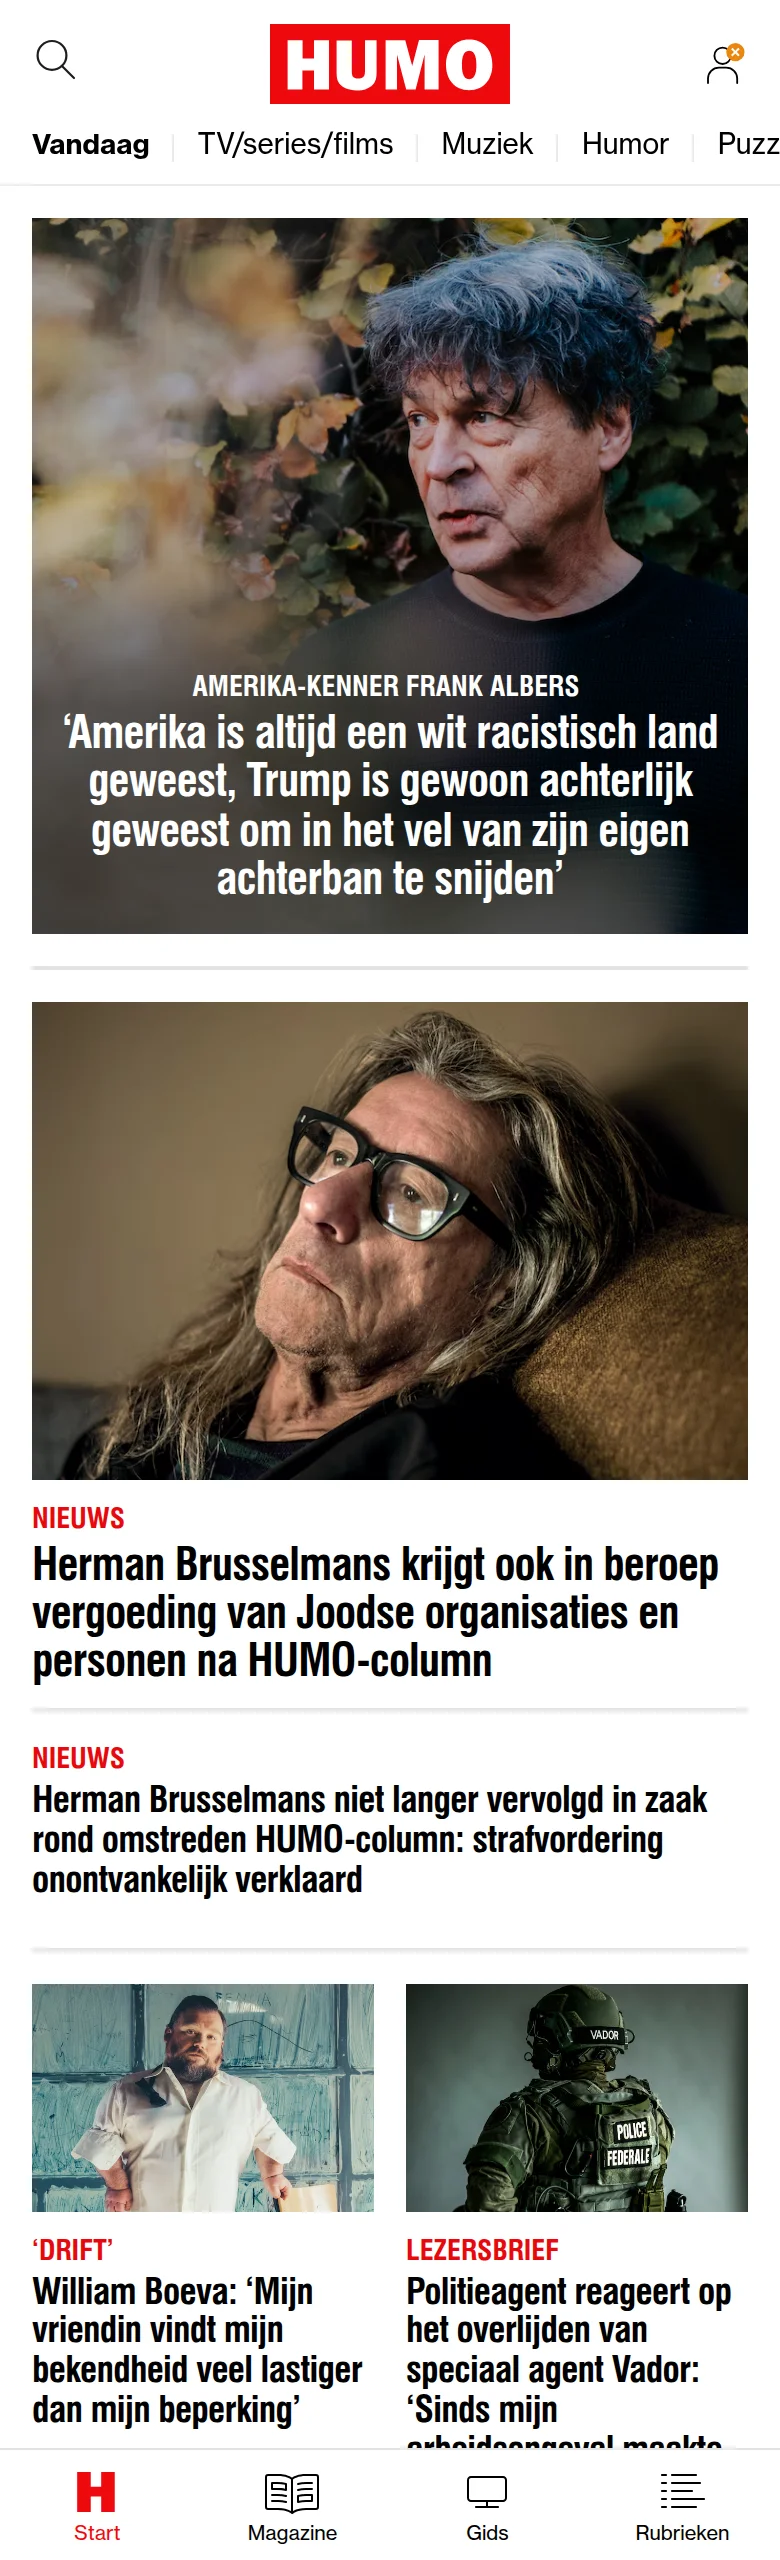 HUMO
Vandaag
TV/series/films
Muziek
Humor
Puzz
AMERIKA-KENNER FRANK ALBERS
‘Amerika is altijd een wit racistisch land
geweest, Trump is gewoon achterlijk
geweest om in het vel van zijn eigen
achterban te snijden’
NIEUWS
Herman Brusselmans krijgt ook in beroep
vergoeding van Joodse organisaties en
personen na HUMO-column
NIEUWS
Herman Brusselmans niet langer vervolgd in zaak
rond omstreden HUMO-column: strafvordering
onontvankelijk verklaard
VADOR
POLICE
FEDERALE
‘DRIFT’
William Boeva: ‘Mijn
vriendin vindt mijn
bekendheid veel lastiger
dan mijn beperking’
LEZERSBRIEF
Politieagent reageert op
het overlijden van
speciaal agent Vador:
‘Sinds mijn
H
Start
Magazine
Gids
Rubrieken